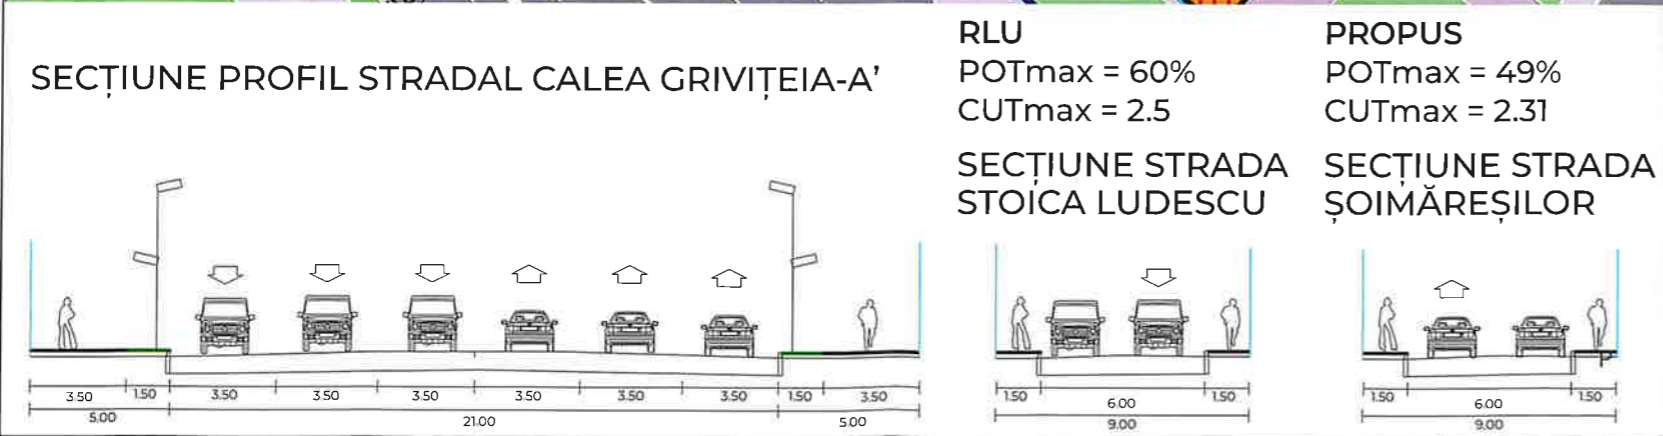 SECȚIUNE PROFIL STRADAL CALEA GRIVIȚEIA-A'
RLU
POTmax = 60%
CUTmax = 2.5
PROPUS
POTmax = 49%
CUTmax = 2.31
SECȚIUNE STRADA
STOICA LUDESCU
SECȚIUNE STRADA
ȘOIMĂREȘILOR
3.50 1.50 3.50 3.50 3.50 3.50 3.50 3.50 1.50 3.50
5.00 21.00 5.00
1.50 6.00 1.50
9.00
1.50 6.00 1.50
9.00